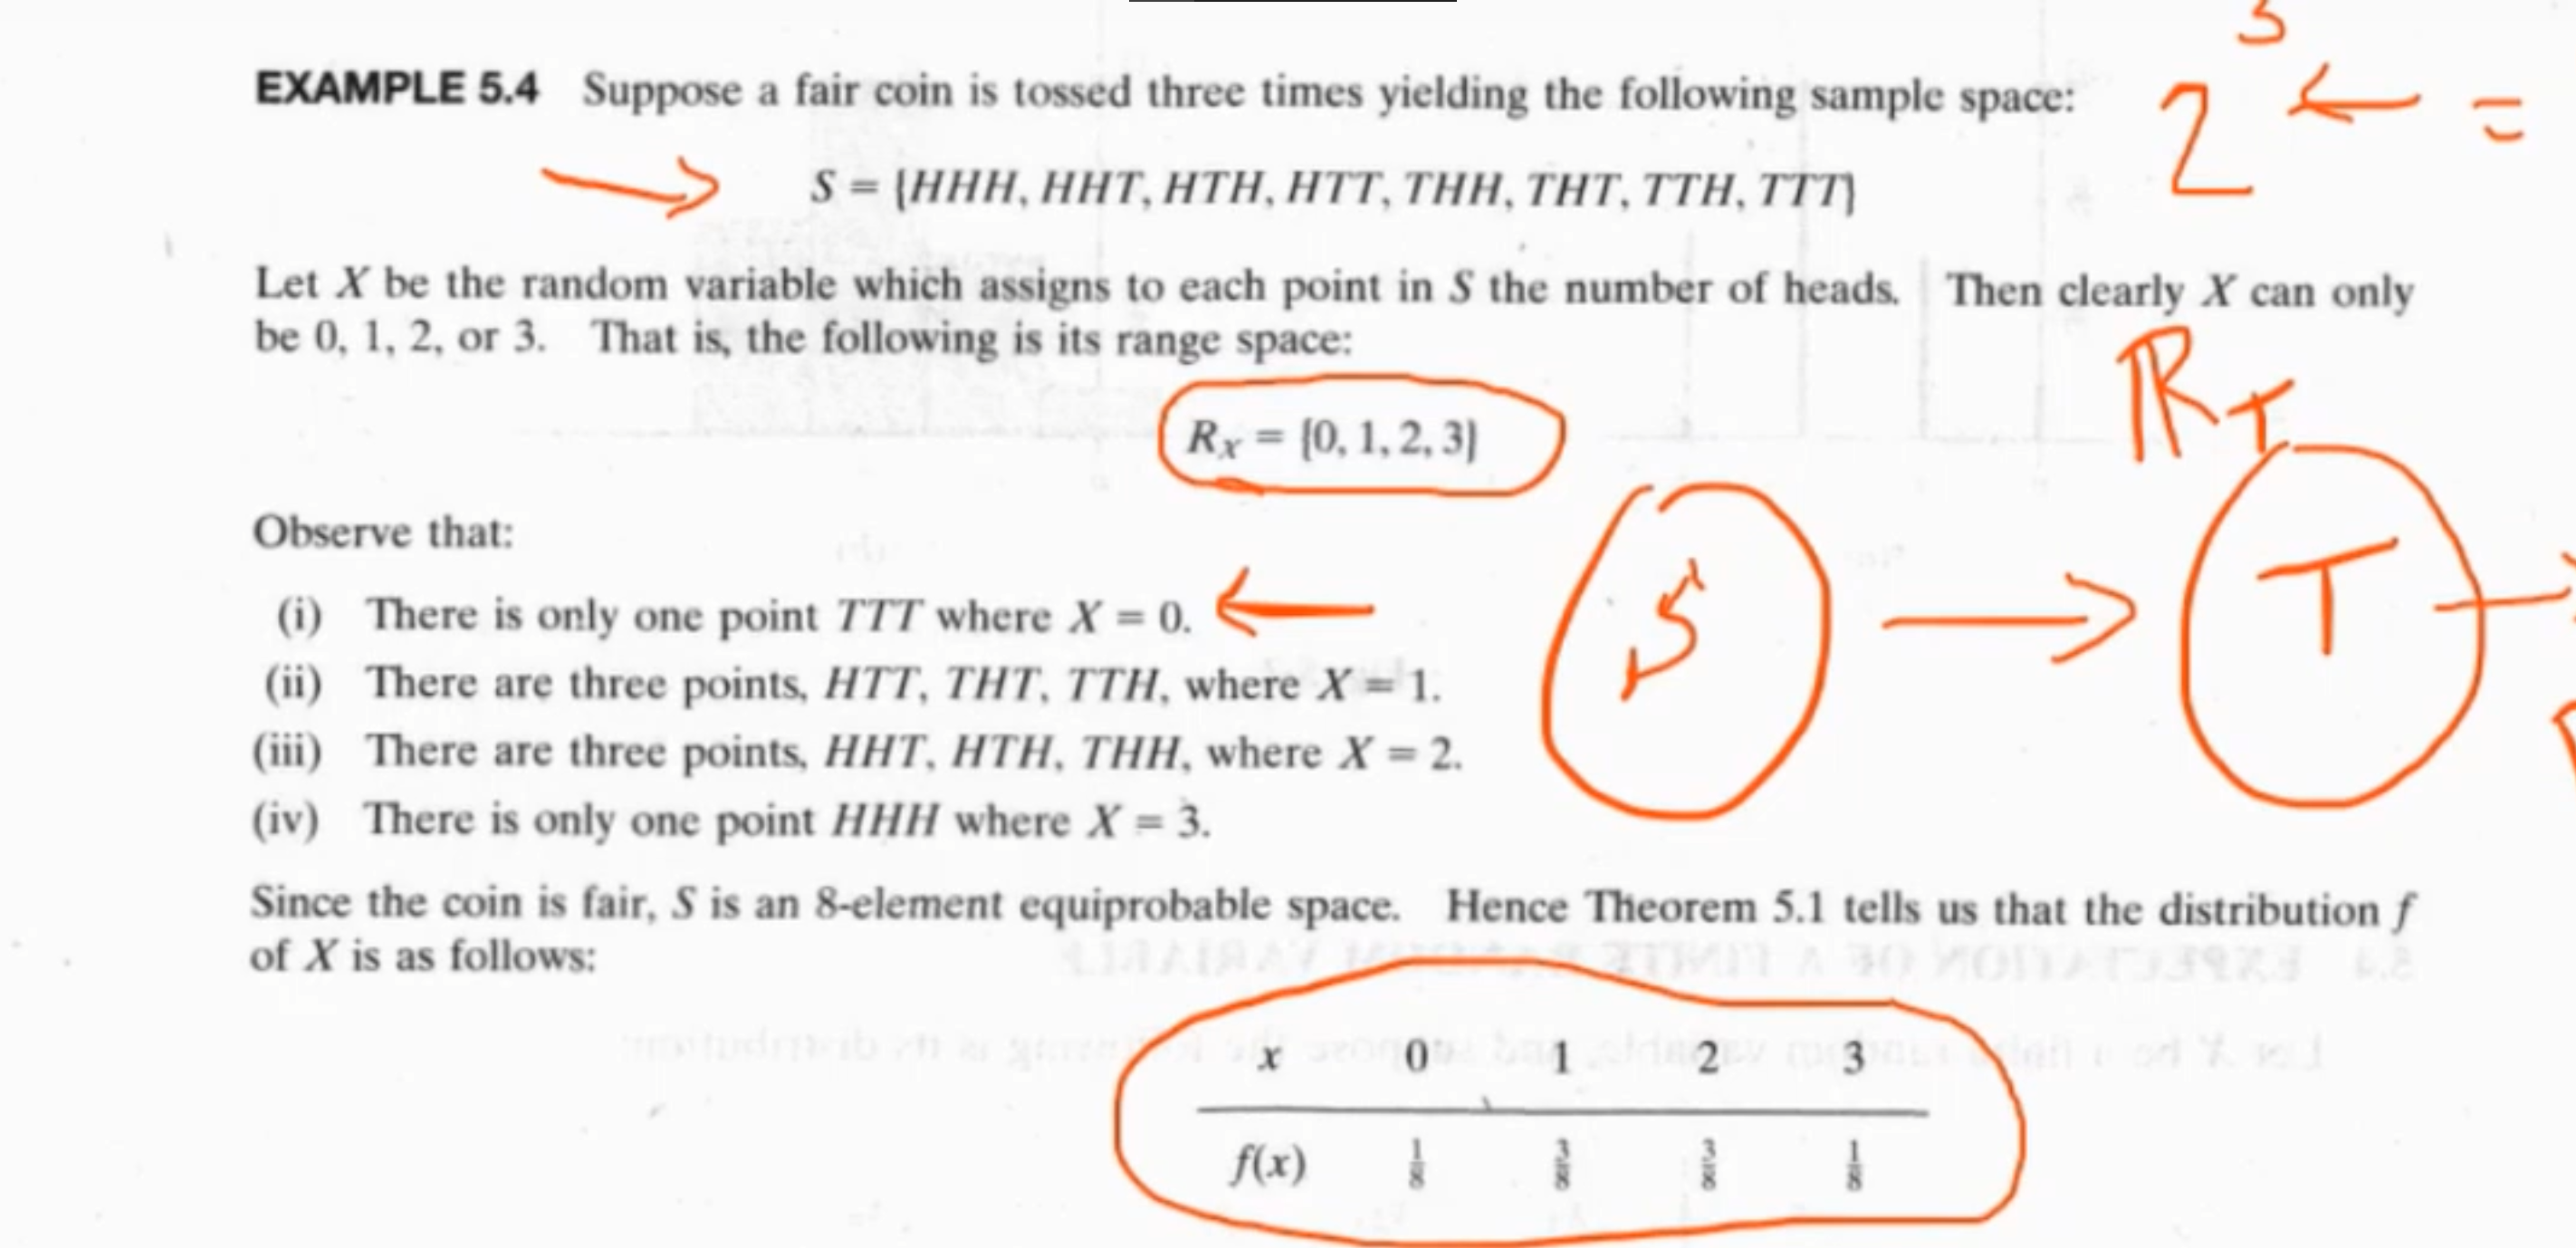 EXAMPLE 5.4 Suppose a fair coin is tossed three times yielding the following sample space:
2³ ← =
S = {HHH, HHT, HTH, HTT, THH, THT, TTH, TTT}
Let X be the random variable which assigns to each point in S the number of heads. Then clearly X can only
be 0, 1, 2, or 3. That is, the following is its range space:
R_X = {0, 1, 2, 3}
R_T
Observe that:
(i) There is only one point TTT where X = 0.
S → T
(ii) There are three points, HTT, THT, TTH, where X = 1.
(iii) There are three points, HHT, HTH, THH, where X = 2.
(iv) There is only one point HHH where X = 3.
Since the coin is fair, S is an 8-element equiprobable space. Hence Theorem 5.1 tells us that the distribution f
of X is as follows:
x 0 1 2 3
f(x) 1/8 3/8 3/8 1/8